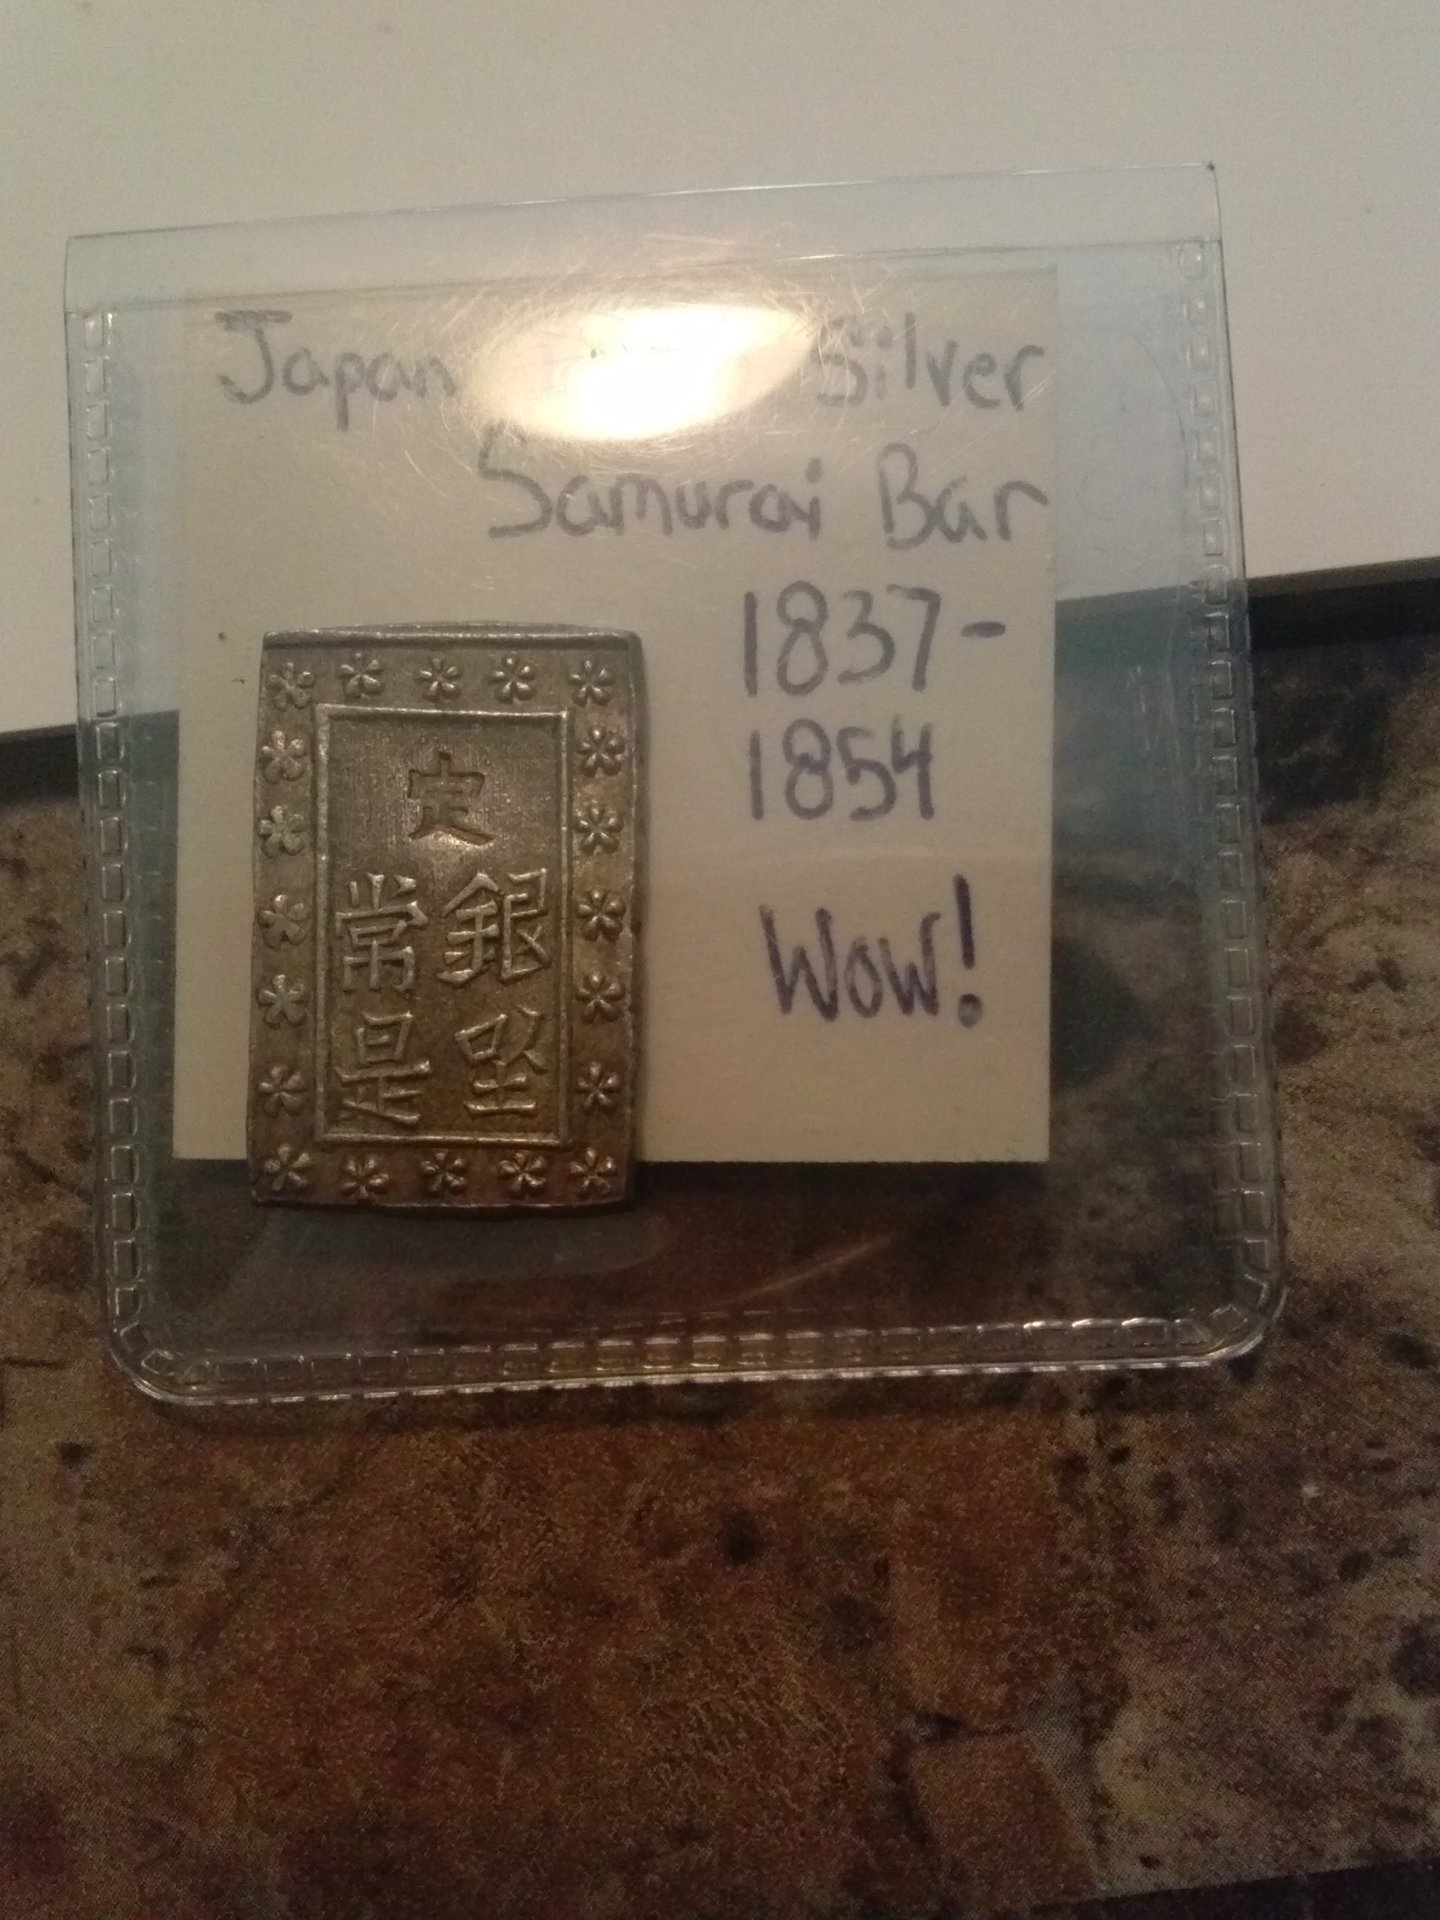 Japan Silver
Samurai Bar
1837-
1854
Wow!
定
常 銀
是 座